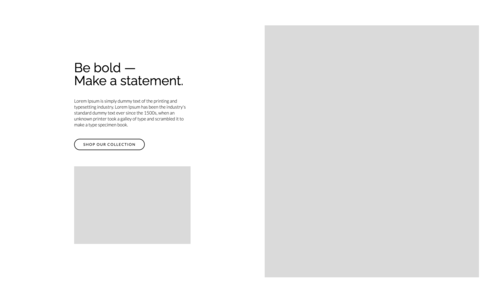 Be bold —
Make a statement.
Lorem Ipsum is simply dummy text of the printing and
typesetting industry. Lorem Ipsum has been the industry's
standard dummy text ever since the 1500s, when an
unknown printer took a galley of type and scrambled it to
make a type specimen book.
SHOP OUR COLLECTION